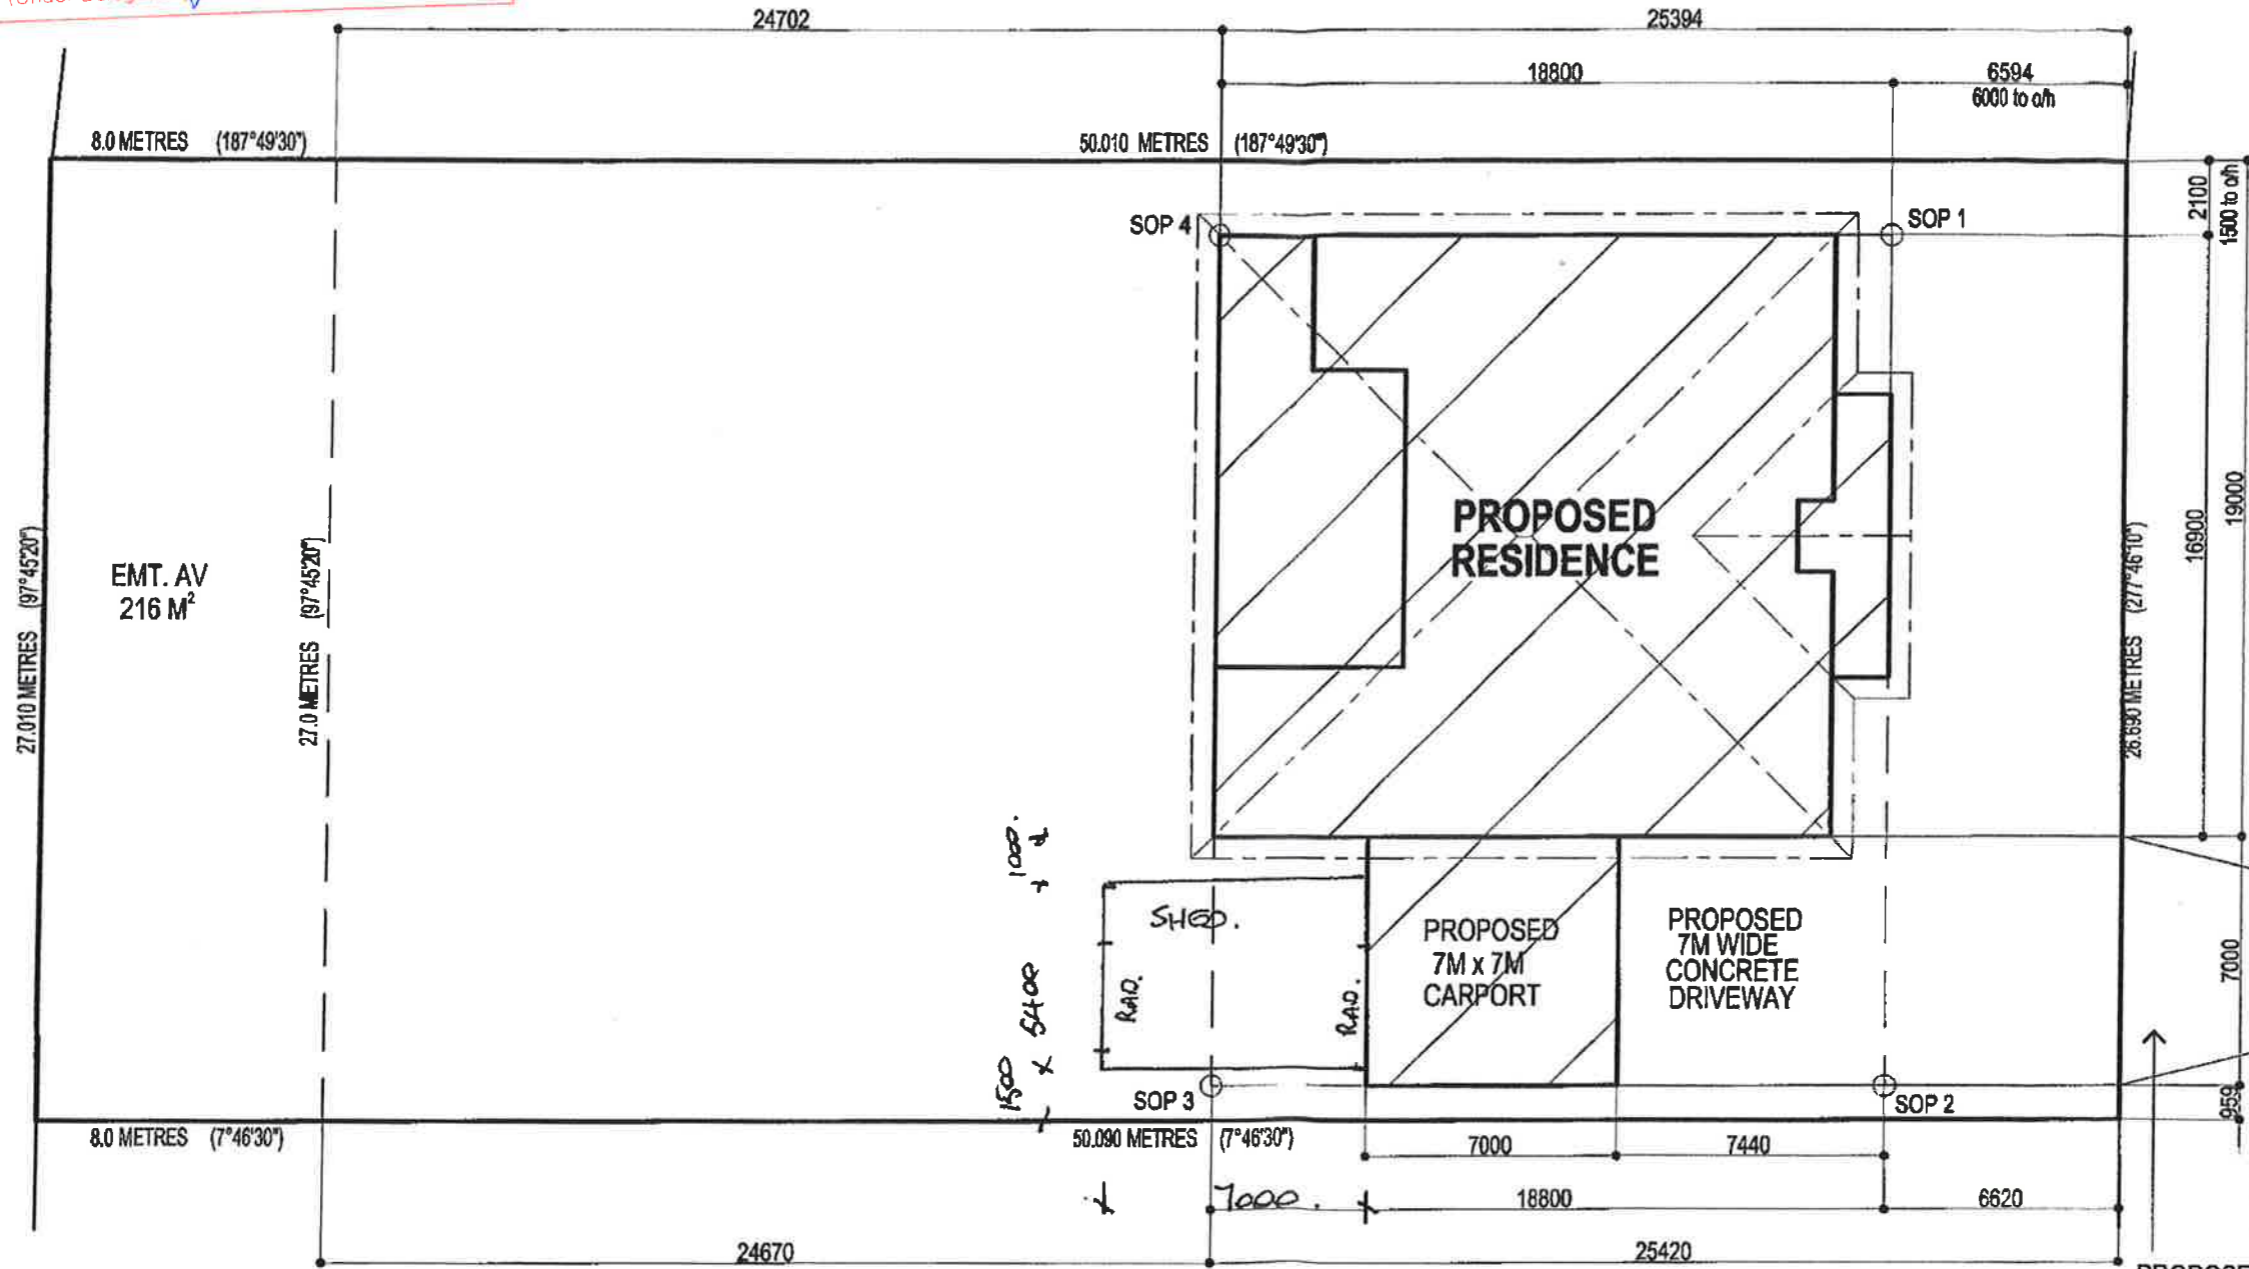 24702
25394
18800
6594
6000 to o/h
8.0 METRES (187°49'30")
50.010 METRES (187°49'30")
2100
1500 to o/h
SOP 4
SOP 1
27.010 METRES (97°45'20")
EMT. AV
216 M²
27.0 METRES (97°45'20")
PROPOSED
RESIDENCE
26.690 METRES (277°46'10")
16900
19000
1000.
5400
1500
SHED.
RAD.
RAD.
PROPOSED
7M x 7M
CARPORT
PROPOSED
7M WIDE
CONCRETE
DRIVEWAY
7000
959
SOP 3
SOP 2
8.0 METRES (7°46'30")
50.090 METRES (7°46'30")
7000
7440
7000.
18800
6620
24670
25420